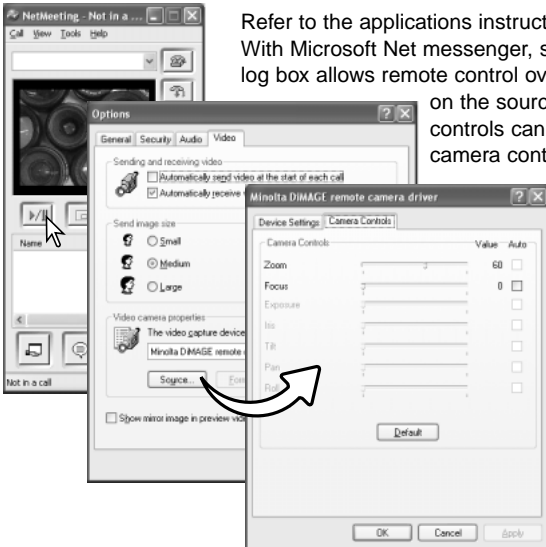 NetMeeting - Not in a ...
Call View Tools Help
Name
Not in a call
Refer to the applications
With Microsoft Net messenger,
log box allows remote control
on the
controls can
camera
Options
General Security Audio Video
Sending and receiving video
Automatically send video at the start of each call
Automatically receive
Send image size
Small
Medium
Large
Video camera properties
The video capture device
Minolta DiMAGE remote
Source...
Show mirror image in preview
Minolta DiMAGE remote camera driver
Device Settings Camera Controls
Camera Controls Value Auto
Zoom 60
Focus 0
Exposure
Iris
Tilt
Pan
Roll
Default
OK Cancel Apply